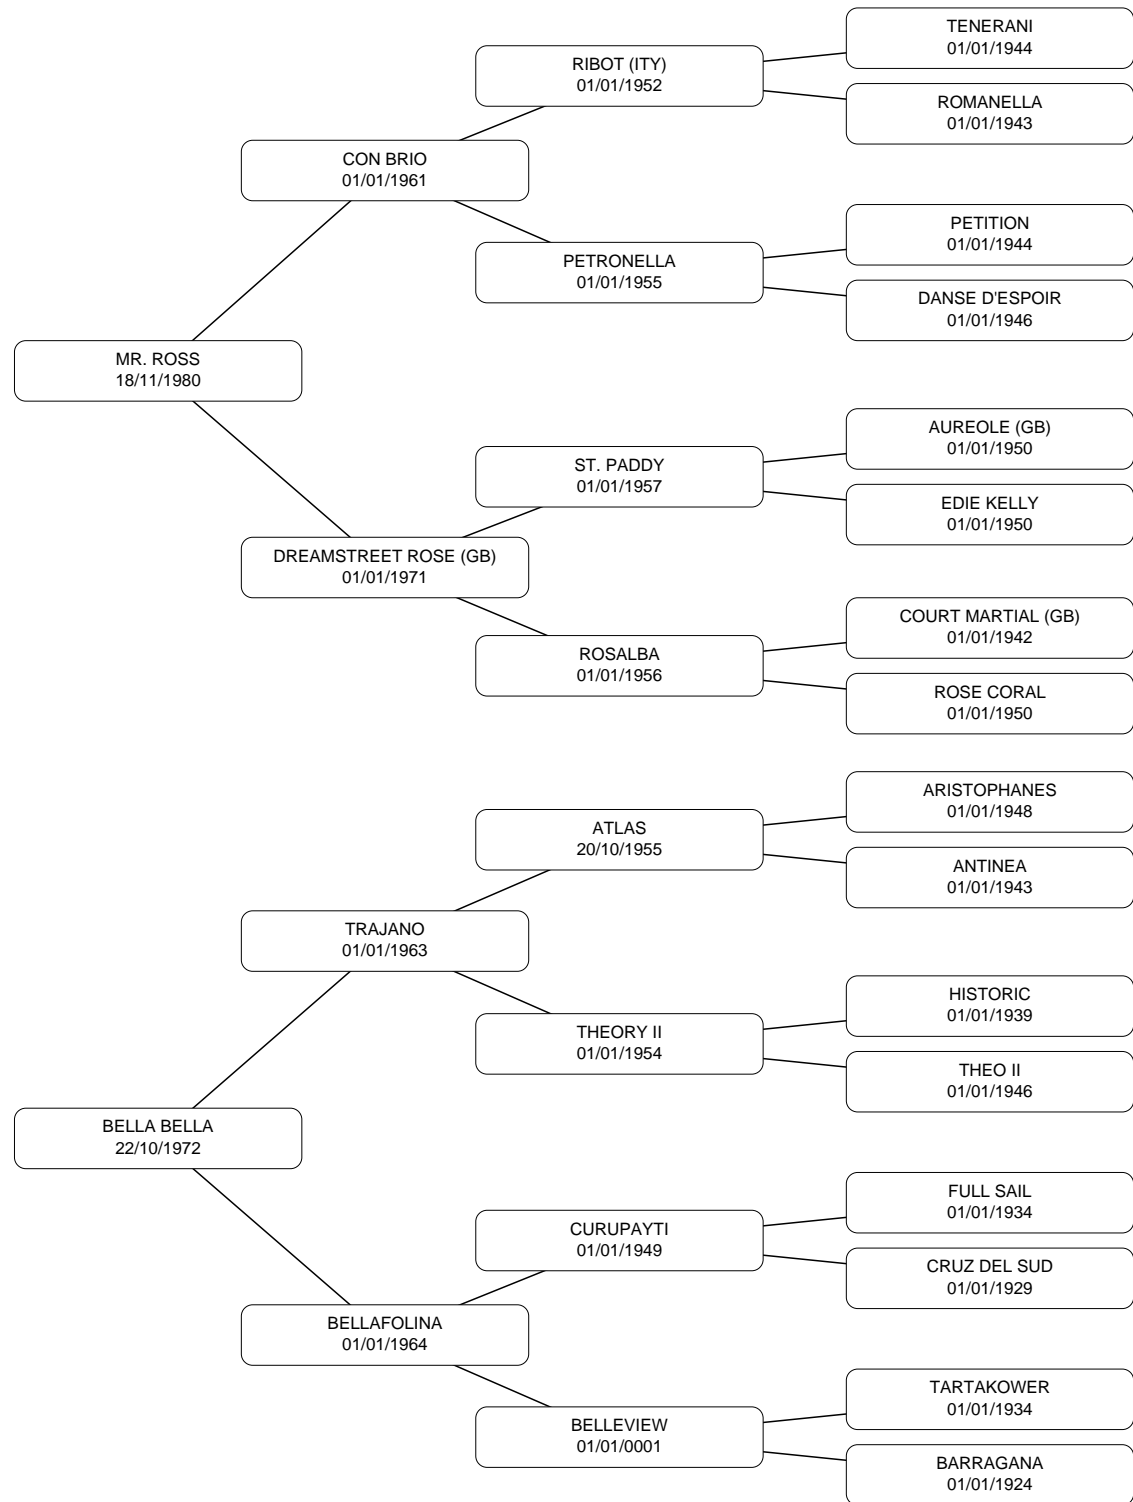 TENERANI
01/01/1944
RIBOT (ITY)
01/01/1952
ROMANELLA
01/01/1943
CON BRIO
01/01/1961
PETITION
01/01/1944
PETRONELLA
01/01/1955
DANSE D'ESPOIR
01/01/1946
MR. ROSS
18/11/1980
AUREOLE (GB)
01/01/1950
ST. PADDY
01/01/1957
EDIE KELLY
01/01/1950
DREAMSTREET ROSE (GB)
01/01/1971
COURT MARTIAL (GB)
01/01/1942
ROSALBA
01/01/1956
ROSE CORAL
01/01/1950
ARISTOPHANES
01/01/1948
ATLAS
20/10/1955
ANTINEA
01/01/1943
TRAJANO
01/01/1963
HISTORIC
01/01/1939
THEORY II
01/01/1954
THEO II
01/01/1946
BELLA BELLA
22/10/1972
FULL SAIL
01/01/1934
CURUPAYTI
01/01/1949
CRUZ DEL SUD
01/01/1929
BELLAFOLINA
01/01/1964
TARTAKOWER
01/01/1934
BELLEVIEW
01/01/0001
BARRAGANA
01/01/1924